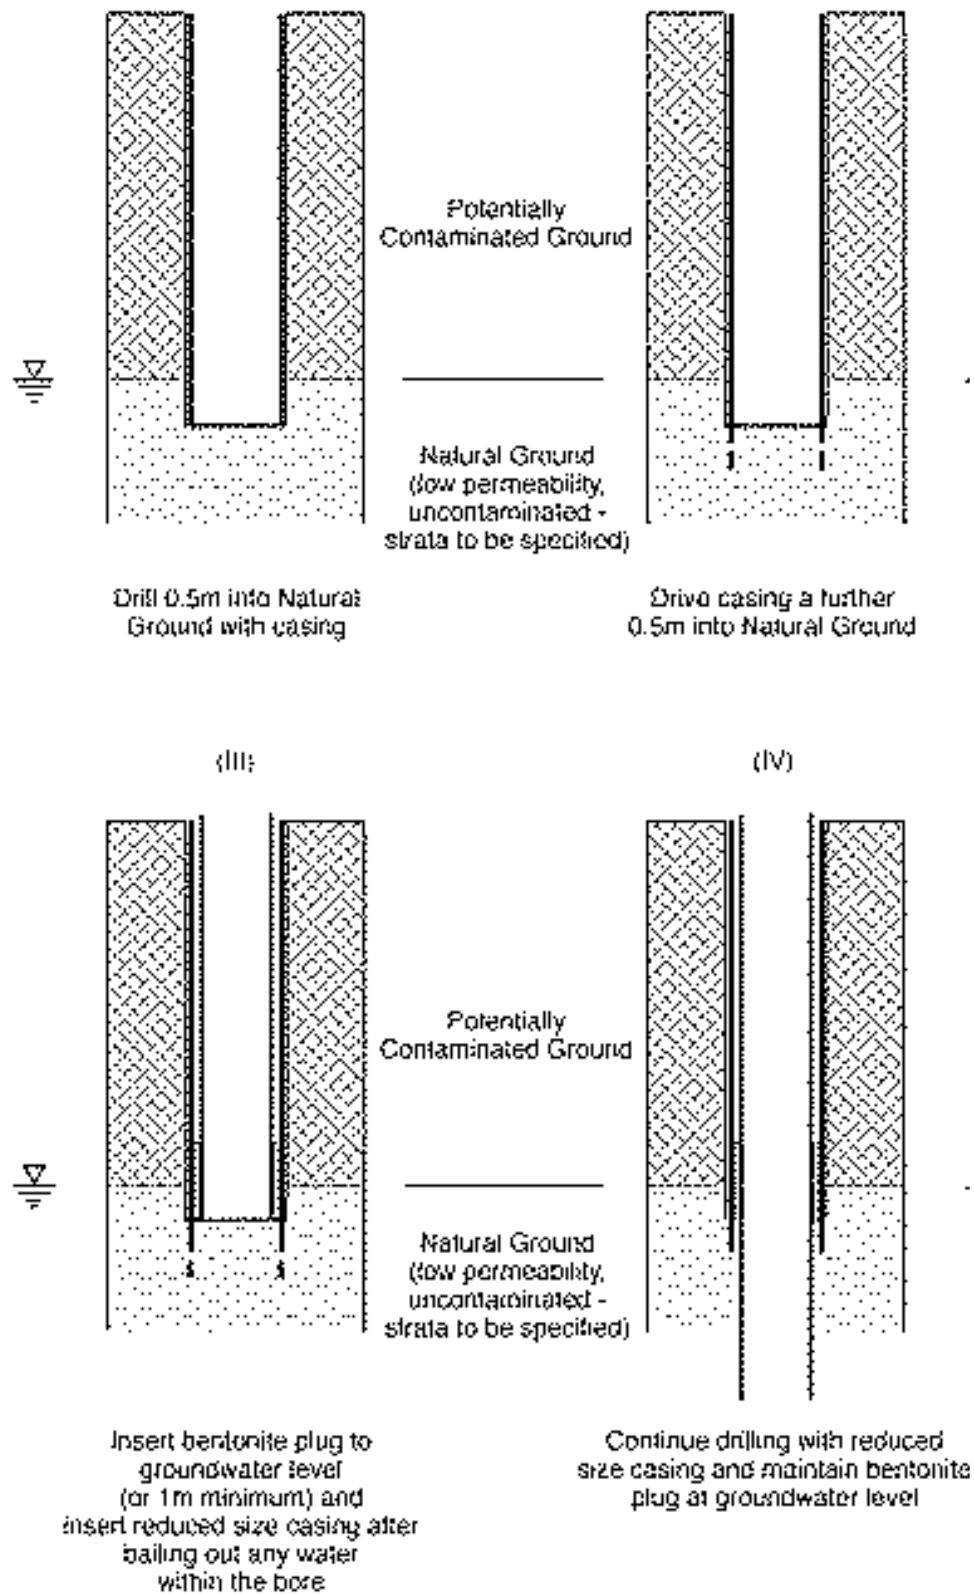 Potentially
Contaminated Ground
Natural Ground
(low permeability,
uncontaminated -
strata to be specified)
Drill 0.5m into Natural
Ground with casing
Drive casing a further
0.5m into Natural Ground
(III)
(IV)
Potentially
Contaminated Ground
Natural Ground
(low permeability,
uncontaminated -
strata to be specified)
Insert bentonite plug to
groundwater level
(or 1m minimum) and
insert reduced size casing after
bailing out any water
within the bore
Continue drilling with reduced
size casing and maintain bentonite
plug at groundwater level